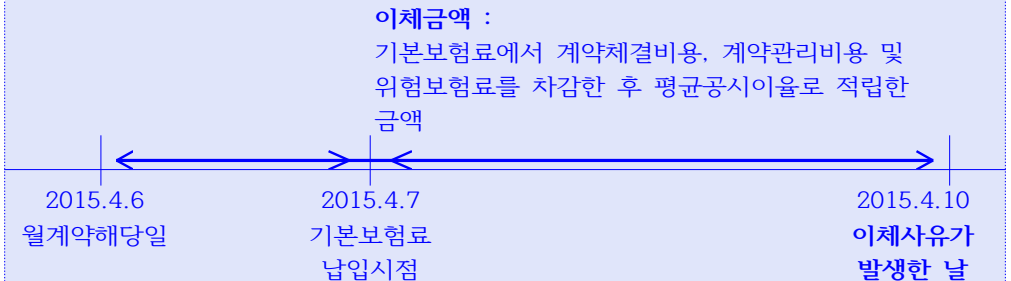 이체금액 :
기본보험료에서 계약체결비용, 계약관리비용 및
위험보험료를 차감한 후 평균공시이율로 적립한
금액
2015.4.6 2015.4.7 2015.4.10
월계약해당일 기본보험료 이체사유가
납입시점 발생한 날